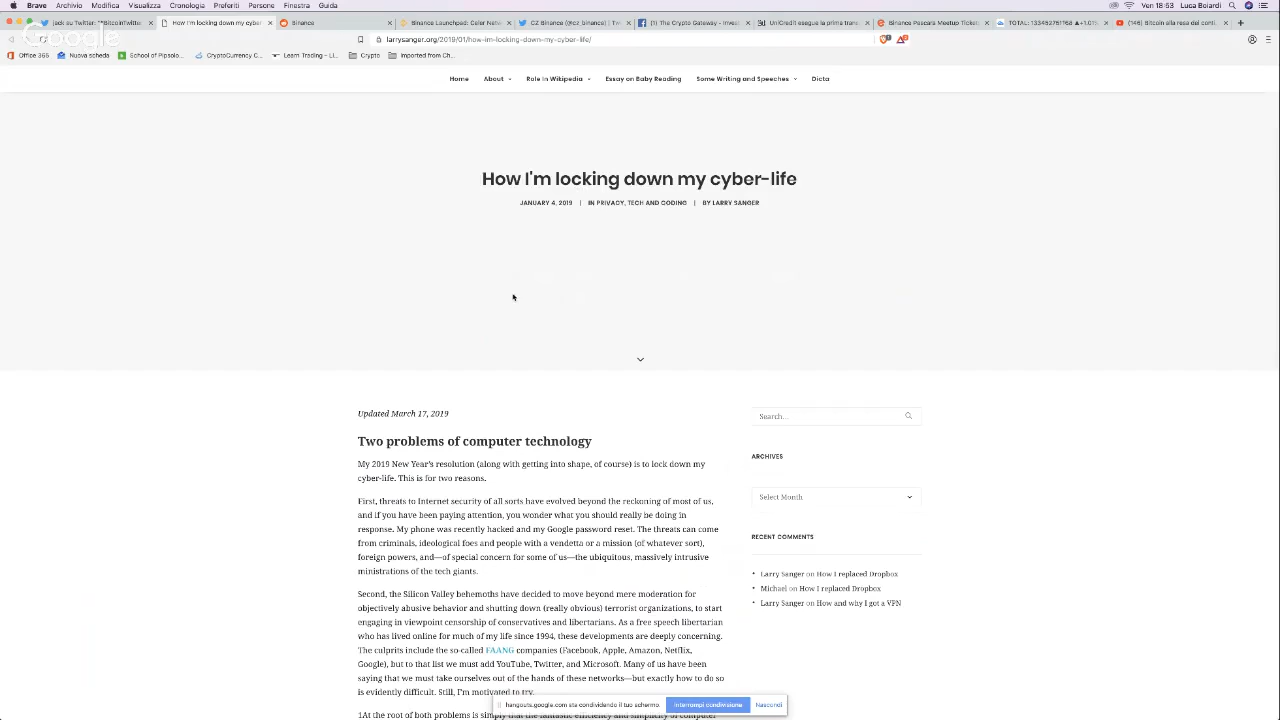 Brave Archivio Modifica Visualizza Cronologia Preferiti Persone Finestra Guida
Ven 18:53 Luca Boiardi
jack su Twitter: "#BitcoinTwitter
How I'm locking down my cyber-l
Binance
Binance Launchpad: Celer Netw
CZ Binance (@cz_binance) | Tw
(1) The Crypto Gateway - Inves
UniCredit esegue la prima trans
Binance Pescara Meetup Ticket
TOTAL: 133452751168 ▲+1.01
(146) Bitcoin alla resa dei conti
Google
larrysanger.org/2019/01/how-im-locking-down-my-cyber-life/
Office 365 Nuova scheda School of Pipsolo... CryptoCurrency C... Learn Trading - Li... Crypto Imported from Ch...
Home About Role in Wikipedia Essay on Baby Reading Some Writing and Speeches Dicta
How I'm locking down my cyber-life
JANUARY 4, 2019 | IN PRIVACY, TECH AND CODING | BY LARRY SANGER
Updated March 17, 2019
Two problems of computer technology
My 2019 New Year's resolution (along with getting into shape, of course) is to lock down my
cyber-life. This is for two reasons.
First, threats to Internet security of all sorts have evolved beyond the reckoning of most of us,
and if you have been paying attention, you wonder what you should really be doing in
response. My phone was recently hacked and my Google password reset. The threats can come
from criminals, ideological foes and people with a vendetta or a mission (of whatever sort),
foreign powers, and—of special concern for some of us—the ubiquitous, massively intrusive
ministrations of the tech giants.
Second, the Silicon Valley behemoths have decided to move beyond mere moderation for
objectively abusive behavior and shutting down (really obvious) terrorist organizations, to start
engaging in viewpoint censorship of conservatives and libertarians. As a free speech libertarian
who has lived online for much of my life since 1994, these developments are deeply concerning.
The culprits include the so-called FAANG companies (Facebook, Apple, Amazon, Netflix,
Google), but to that list we must add YouTube, Twitter, and Microsoft. Many of us have been
saying that we must take ourselves out of the hands of these networks—but exactly how to do so
is evidently difficult. Still, I'm motivated to try.
1At the root of both problems is simply that the fantastic efficiency and simplicity of computer
Search...
ARCHIVES
Select Month
RECENT COMMENTS
Larry Sanger on How I replaced Dropbox
Michael on How I replaced Dropbox
Larry Sanger on How and why I got a VPN
hangouts.google.com sta condividendo il tuo schermo. Interrompi condivisione Nascondi